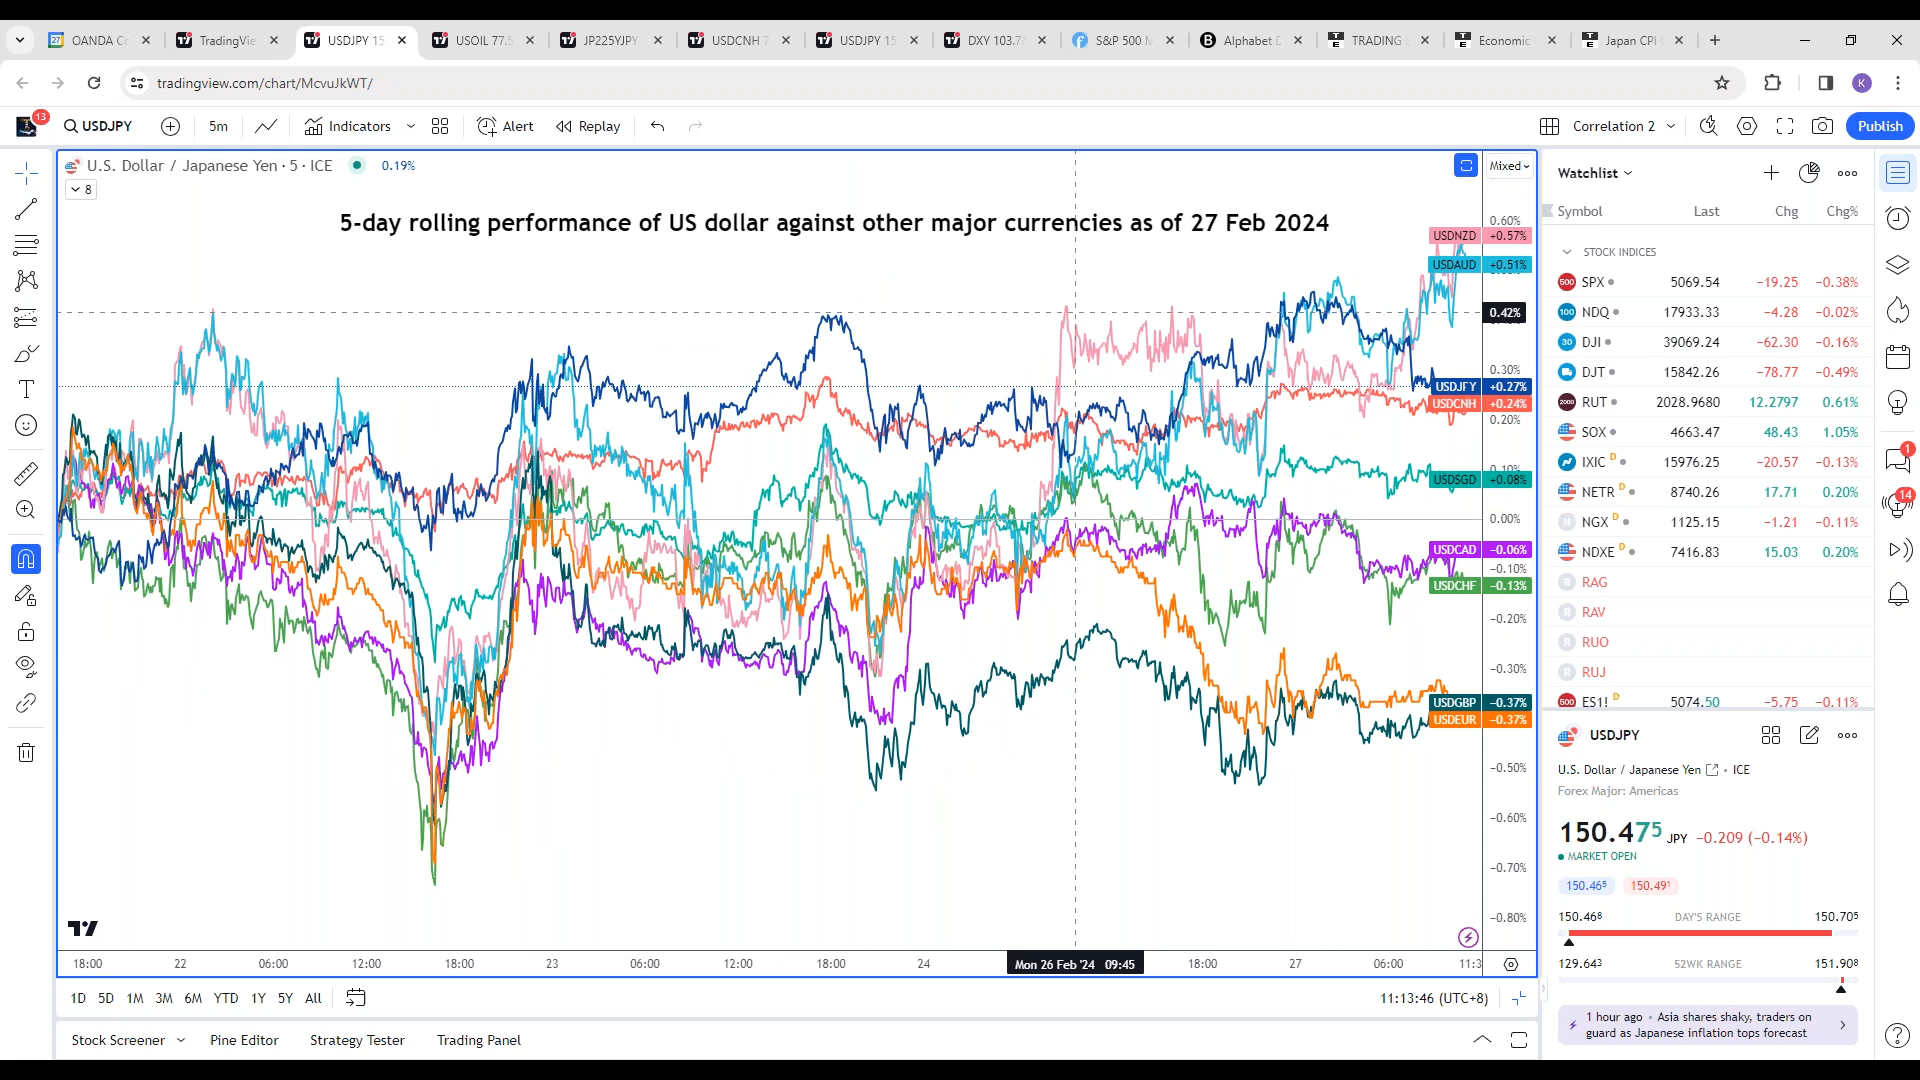 OANDA Co
TradingVie
USDJPY 15
USOIL 77.5
JP225YJPY
USDCNH 7
USDJPY 15
DXY 103.7
S&P 500 M
Alphabet D
TRADING E
Economic
Japan CPI
tradingview.com/chart/McvuJkWT/
K
13
USDJPY
5m
Indicators
Alert
Replay
Correlation 2
Publish
U.S. Dollar / Japanese Yen · 5 · ICE
0.19%
8
Mixed
5-day rolling performance of US dollar against other major currencies as of 27 Feb 2024
0.60%
USDNZD +0.57%
USDAUD +0.51%
0.42%
0.30%
USDJPY +0.27%
USDCNH +0.24%
0.20%
0.10%
USDSGD +0.08%
0.00%
USDCAD −0.06%
−0.10%
USDCHF −0.13%
−0.20%
−0.30%
USDGBP −0.37%
USDEUR −0.37%
−0.50%
−0.60%
−0.70%
−0.80%
18:00
22
06:00
12:00
18:00
23
06:00
12:00
18:00
24
Mon 26 Feb '24 09:45
18:00
27
06:00
11:3
1D 5D 1M 3M 6M YTD 1Y 5Y All
11:13:46 (UTC+8)
Stock Screener
Pine Editor
Strategy Tester
Trading Panel
Watchlist
Symbol Last Chg Chg%
STOCK INDICES
SPX 5069.54 −19.25 −0.38%
NDQ 17933.33 −4.28 −0.02%
DJI 39069.24 −62.30 −0.16%
DJT 15842.26 −78.77 −0.49%
RUT 2028.9680 12.2797 0.61%
SOX 4663.47 48.43 1.05%
IXIC D 15976.25 −20.57 −0.13%
NETR D 8740.26 17.71 0.20%
NGX D 1125.15 −1.21 −0.11%
NDXE D 7416.83 15.03 0.20%
RAG
RAV
RUO
RUJ
ES1! D 5074.50 −5.75 −0.11%
USDJPY
U.S. Dollar / Japanese Yen · ICE
Forex Major: Americas
150.475 JPY −0.209 (−0.14%)
MARKET OPEN
150.465 150.491
150.468 DAY'S RANGE 150.705
129.643 52WK RANGE 151.908
1 hour ago · Asia shares shaky, traders on
guard as Japanese inflation tops forecast
1
14